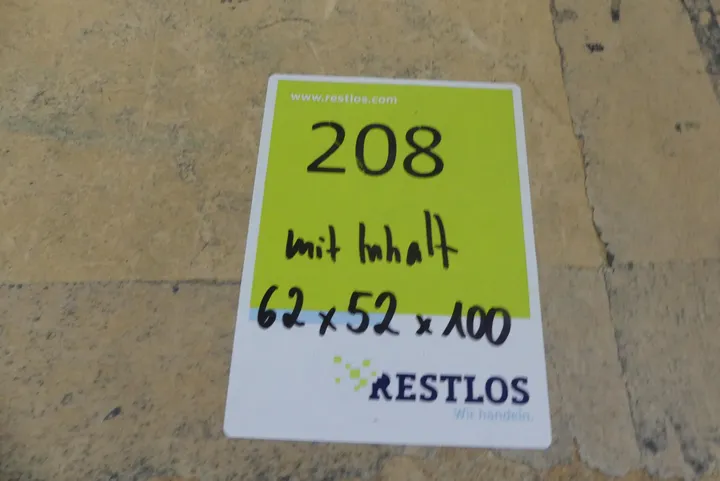 www.restlos.com
208
mit Inhalt
62 x 52 x 100
RESTLOS
Wir handeln.